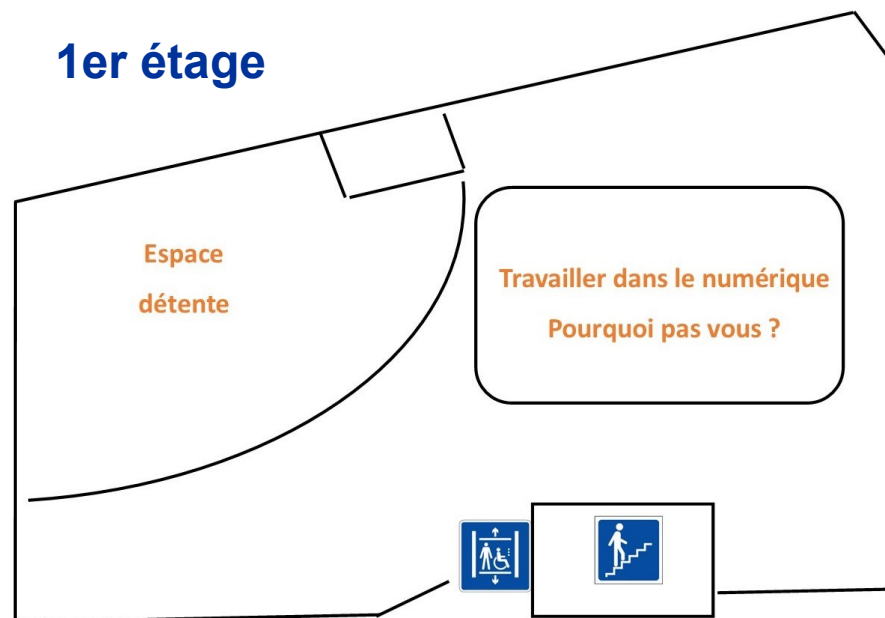 1er étage
Espace
détente
Travailler dans le numérique
Pourquoi pas vous ?